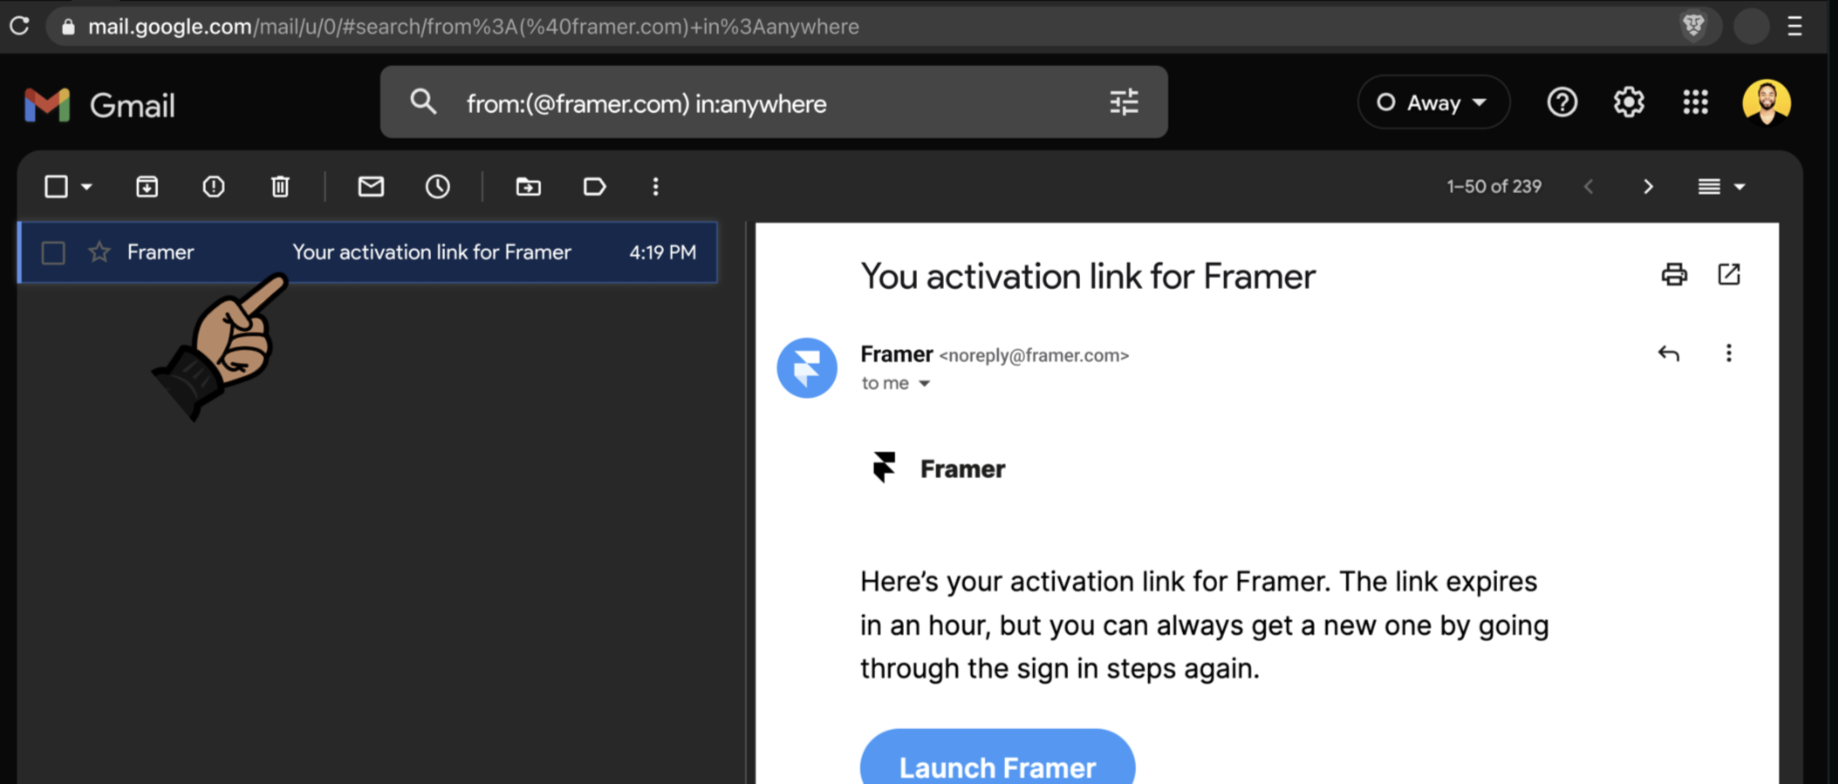 mail.google.com/mail/u/0/#search/from%3A(%40framer.com)+in%3Aanywhere
Gmail
from:(@framer.com) in:anywhere
Away
1–50 of 239
Framer Your activation link for Framer 4:19 PM
You activation link for Framer
Framer <noreply@framer.com>
to me
Framer
Here’s your activation link for Framer. The link expires
in an hour, but you can always get a new one by going
through the sign in steps again.
Launch Framer